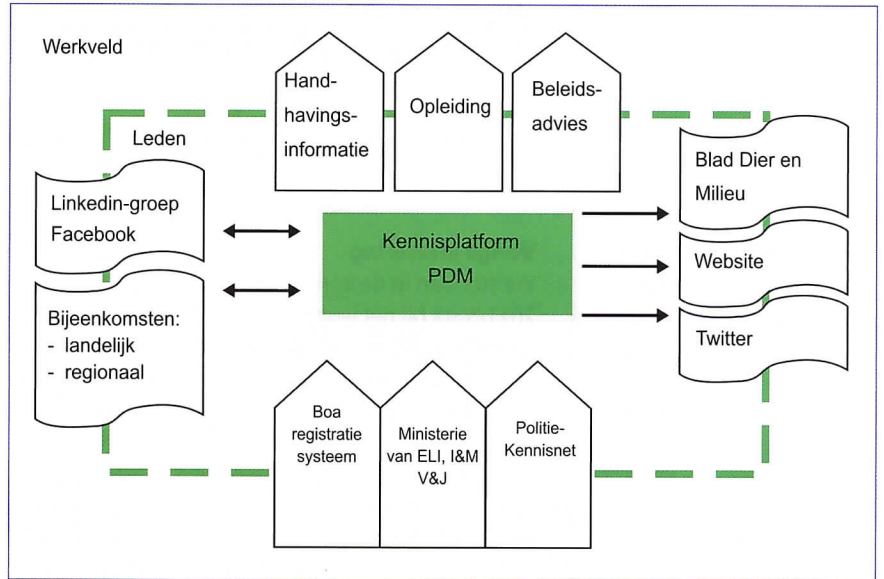 Werkveld
Hand-
havings-
informatie
Opleiding
Beleids-
advies
Leden
Linkedin-groep
Facebook
Bijeenkomsten:
- landelijk
- regionaal
Kennisplatform
PDM
Blad Dier en
Milieu
Website
Twitter
Boa
registratie
systeem
Ministerie
van ELI, I&M
V&J
Politie-
Kennisnet